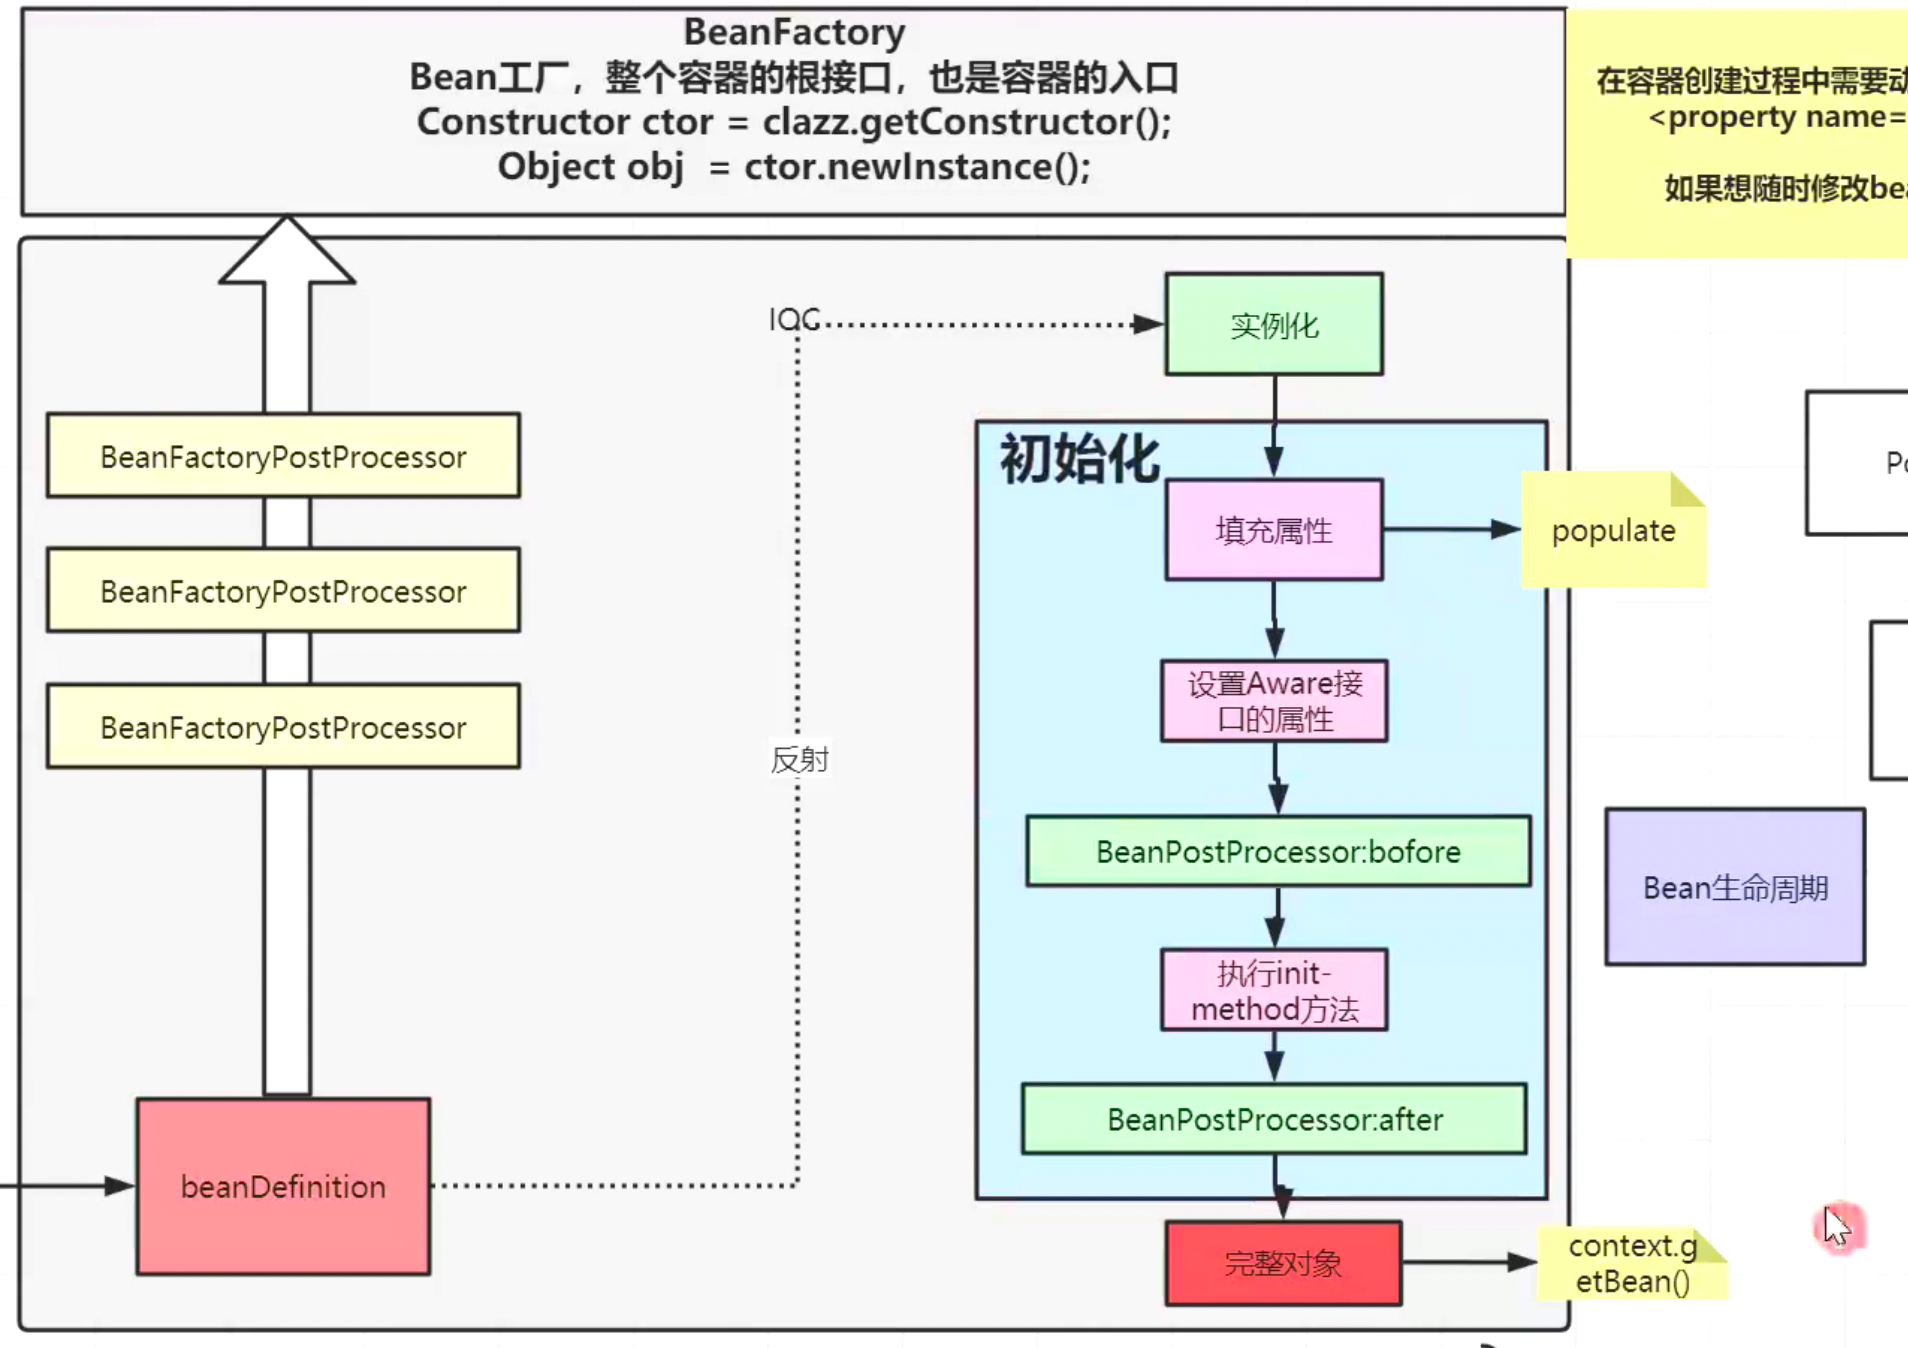 BeanFactory
Bean工厂，整个容器的根接口，也是容器的入口
Constructor ctor = clazz.getConstructor();
Object obj  = ctor.newInstance();
在容器创建过程中需要动
<property name=
如果想随时修改bea
IOC
实例化
BeanFactoryPostProcessor
BeanFactoryPostProcessor
BeanFactoryPostProcessor
初始化
填充属性
populate
设置Aware接
口的属性
反射
BeanPostProcessor:bofore
Bean生命周期
执行init-
method方法
BeanPostProcessor:after
beanDefinition
完整对象
context.g
etBean()